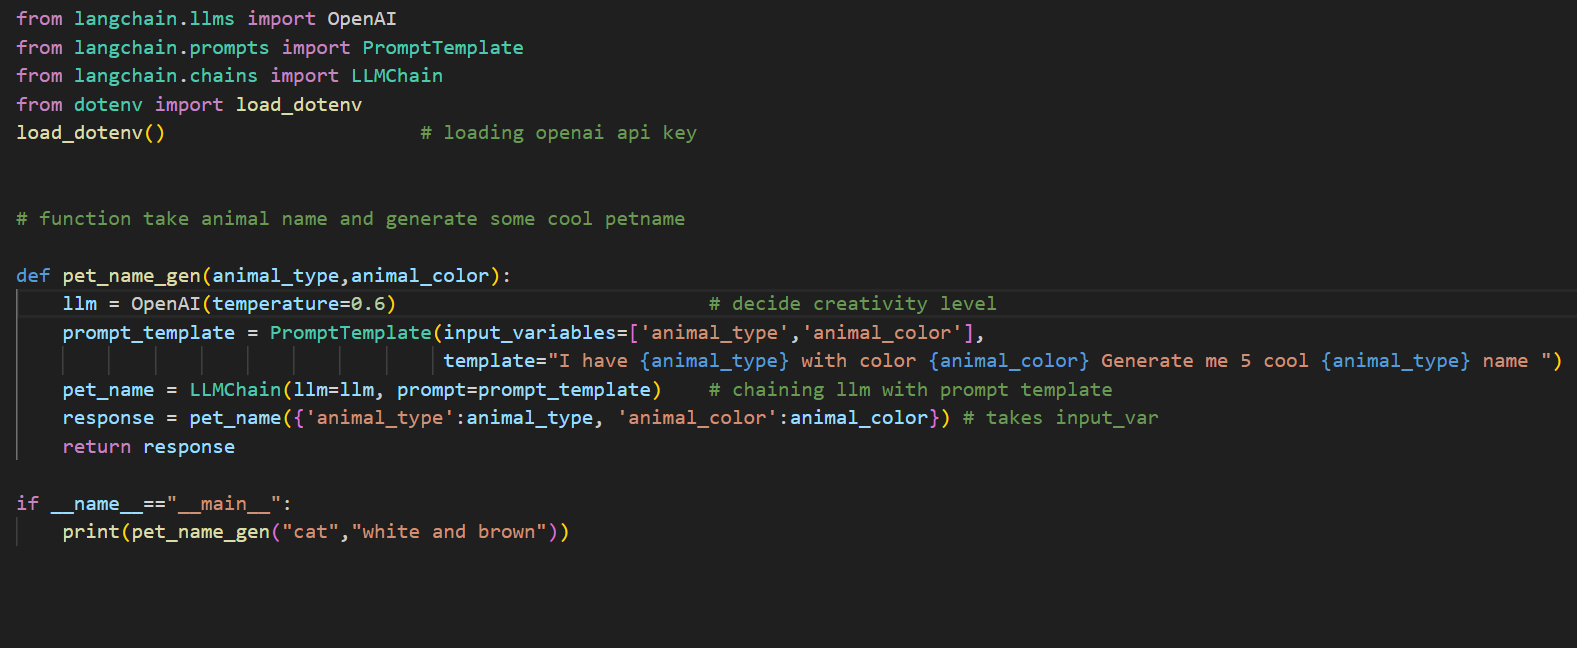 from langchain.llms import OpenAI
from langchain.prompts import PromptTemplate
from langchain.chains import LLMChain
from dotenv import load_dotenv
load_dotenv()                      # loading openai api key
# function take animal name and generate some cool petname
def pet_name_gen(animal_type,animal_color):
    llm = OpenAI(temperature=0.6)                           # decide creativity level
    prompt_template = PromptTemplate(input_variables=['animal_type','animal_color'],
                                     template="I have {animal_type} with color {animal_color} Generate me 5 cool {animal_type} name ")
    pet_name = LLMChain(llm=llm, prompt=prompt_template)    # chaining llm with prompt template
    response = pet_name({'animal_type':animal_type, 'animal_color':animal_color}) # takes input_var
    return response
if __name__=="__main__":
    print(pet_name_gen("cat","white and brown"))